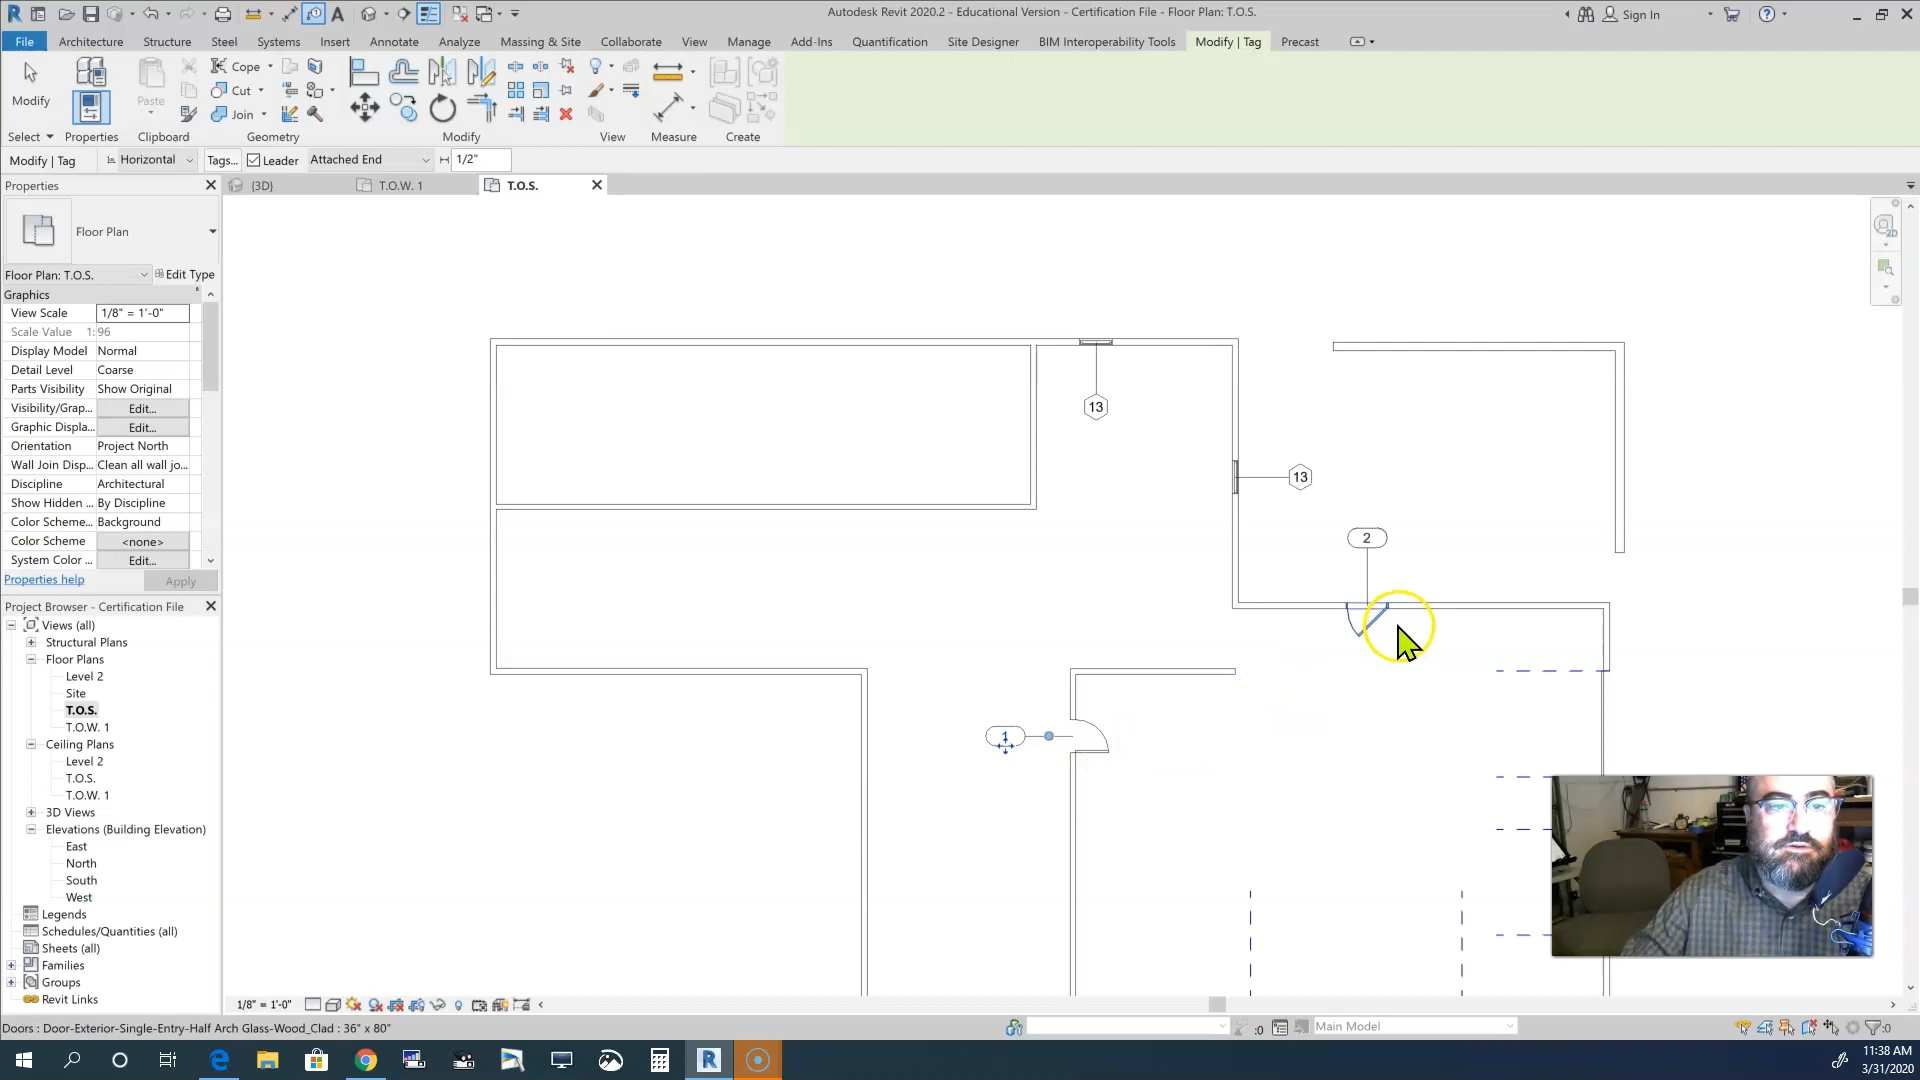 Autodesk Revit 2020.2 - Educational Version - Certification File - Floor Plan: T.O.S.
Sign In
File Architecture Structure Steel Systems Insert Annotate Analyze Massing & Site Collaborate View Manage Add-Ins Quantification Site Designer BIM Interoperability Tools Modify | Tag Precast
Modify
Paste
Cope
Cut
Join
Select Properties Clipboard Geometry Modify View Measure Create
Modify | Tag Horizontal Tags... Leader Attached End 1/2"
Properties
{3D} T.O.W. 1 T.O.S.
Floor Plan
Floor Plan: T.O.S. Edit Type
Graphics
View Scale 1/8" = 1'-0"
Scale Value 1: 96
Display Model Normal
Detail Level Coarse
Parts Visibility Show Original
Visibility/Grap... Edit...
Graphic Displa... Edit...
Orientation Project North
Wall Join Disp... Clean all wall jo...
Discipline Architectural
Show Hidden ... By Discipline
Color Scheme... Background
Color Scheme <none>
System Color ... Edit...
Properties help Apply
Project Browser - Certification File
Views (all)
Structural Plans
Floor Plans
Level 2
Site
T.O.S.
T.O.W. 1
Ceiling Plans
Level 2
T.O.S.
T.O.W. 1
3D Views
Elevations (Building Elevation)
East
North
South
West
Legends
Schedules/Quantities (all)
Sheets (all)
Families
Groups
Revit Links
13
13
2
1
1/8" = 1'-0"
Doors : Door-Exterior-Single-Entry-Half Arch Glass-Wood_Clad : 36" x 80"
:0
Main Model
:0
11:38 AM
3/31/2020